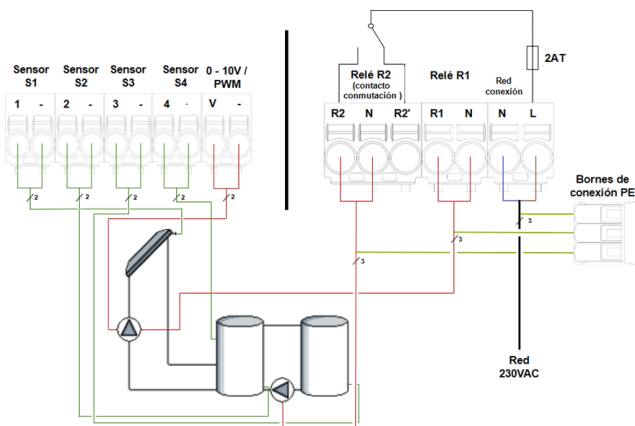 Sensor S1
Sensor S2
Sensor S3
Sensor S4
0 - 10V / PWM
1 - 2 - 3 - 4 - V -
2 2 2 2 2
Relé R2
(contacto conmutación )
Relé R1
Red conexión
2AT
R2 N R2' R1 N N L
Bornes de conexión PE
3
3
3
Red
230VAC